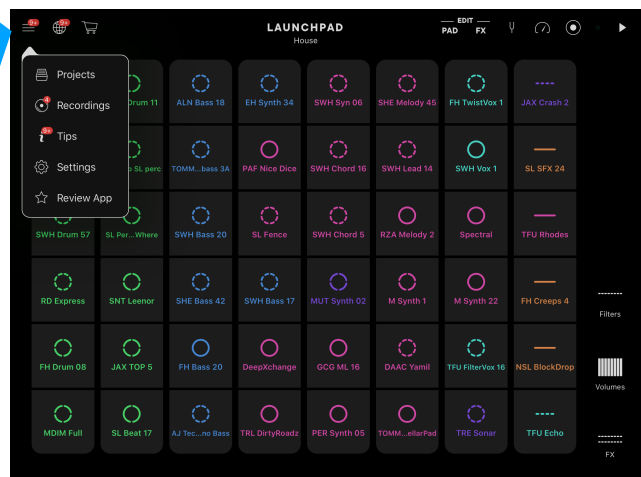 9+
9+
LAUNCHPAD
House
EDIT
PAD FX
Projects
4
Recordings
9+
Tips
Settings
Review App
Drum 11
ALN Bass 18
EH Synth 34
SWH Syn 06
SHE Melody 45
FH TwistVox 1
JAX Crash 2
SL perc
TOMM...bass 3A
PAF Nice Dice
SWH Chord 16
SWH Lead 14
SWH Vox 1
SL SFX 24
SWH Drum 57
SL Per...Where
SWH Bass 20
SL Fence
SWH Chord 5
RZA Melody 2
Spectral
TFU Rhodes
RD Express
SNT Leenor
SHE Bass 42
SWH Bass 17
MUT Synth 02
M Synth 1
M Synth 22
FH Creeps 4
Filters
FH Drum 08
JAX TOP 5
FH Bass 20
DeepXchange
GCG ML 16
DAAC Yamil
TFU FilterVox 16
NSL BlockDrop
Volumes
MDIM Full
SL Beat 17
AJ Tec...no Bass
TRL DirtyRoadz
PER Synth 05
TOMM...ellarPad
TRE Sonar
TFU Echo
FX